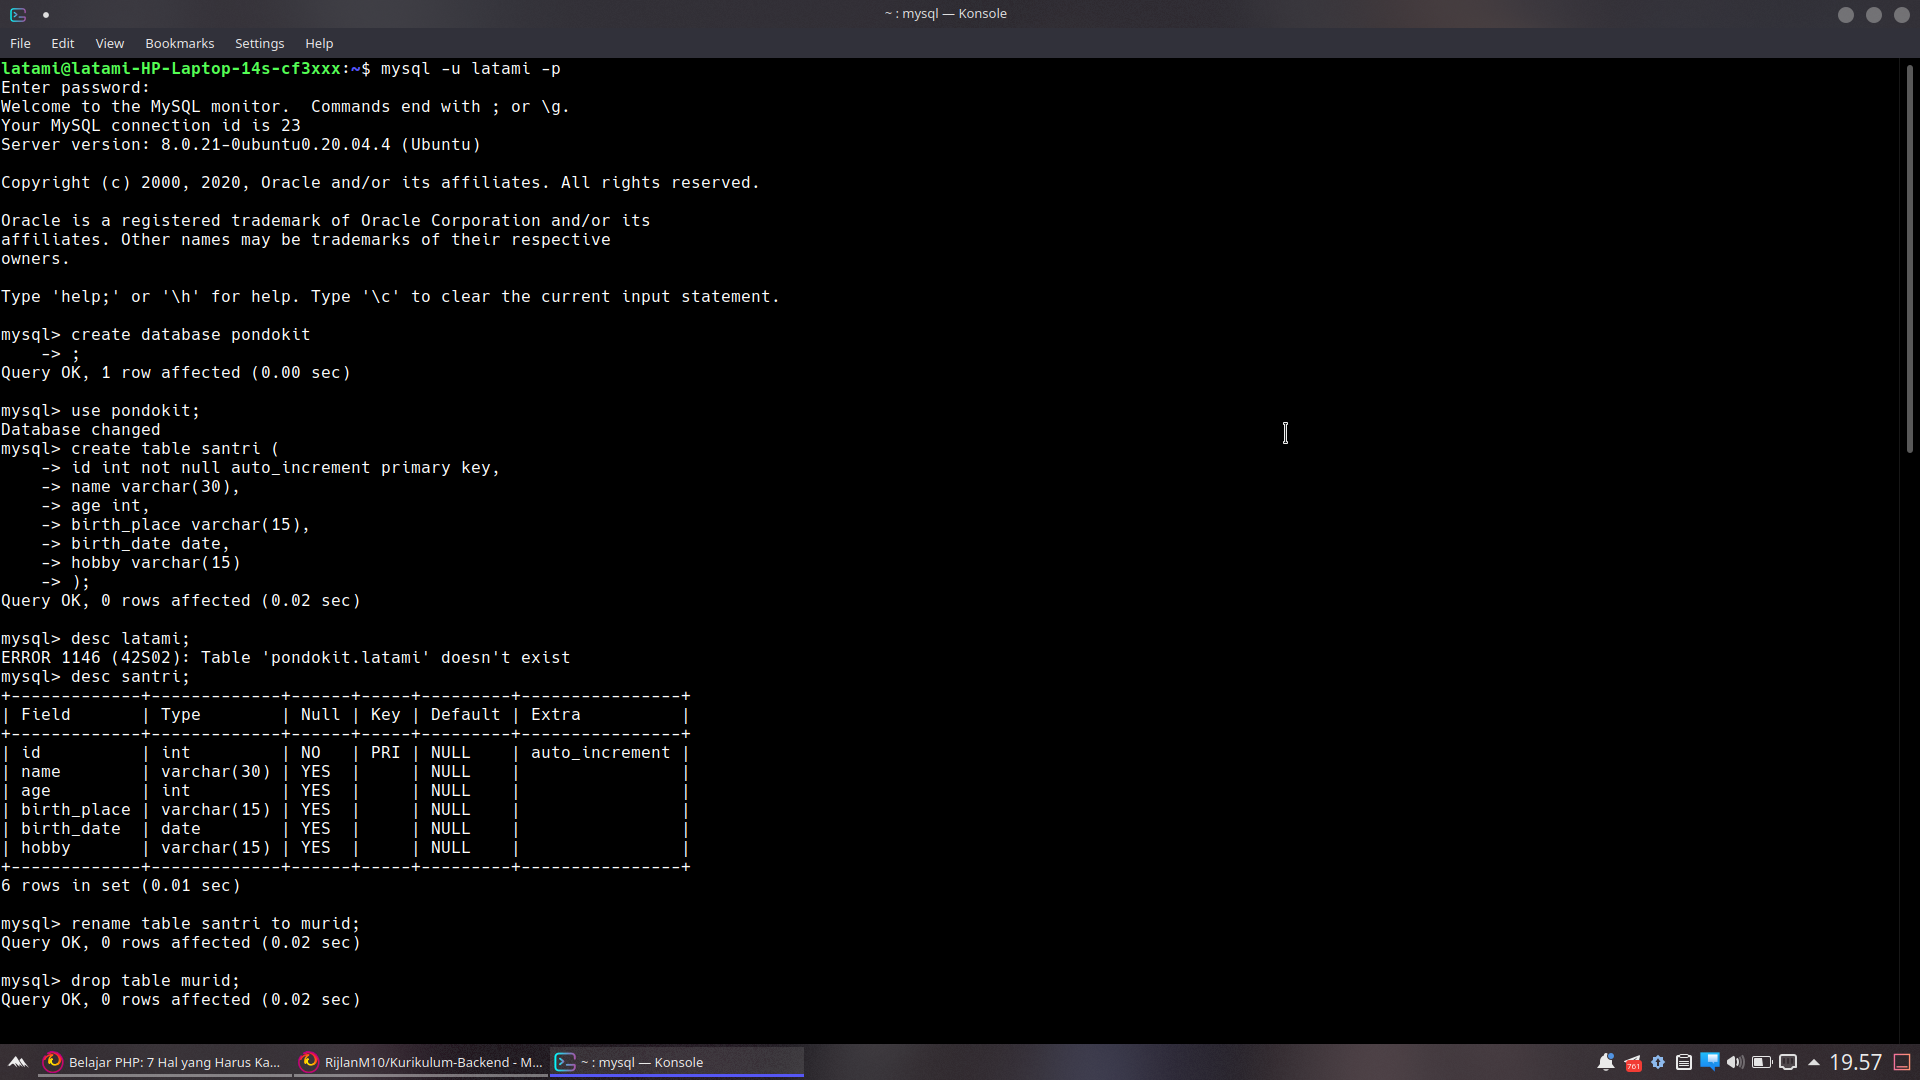 ~ : mysql — Konsole
File Edit View Bookmarks Settings Help
latami@latami-HP-Laptop-14s-cf3xxx:~$ mysql -u latami -p
Enter password:
Welcome to the MySQL monitor.  Commands end with ; or \g.
Your MySQL connection id is 23
Server version: 8.0.21-0ubuntu0.20.04.4 (Ubuntu)

Copyright (c) 2000, 2020, Oracle and/or its affiliates. All rights reserved.

Oracle is a registered trademark of Oracle Corporation and/or its
affiliates. Other names may be trademarks of their respective
owners.

Type 'help;' or '\h' for help. Type '\c' to clear the current input statement.

mysql> create database pondokit
    -> ;
Query OK, 1 row affected (0.00 sec)

mysql> use pondokit;
Database changed
mysql> create table santri (
    -> id int not null auto_increment primary key,
    -> name varchar(30),
    -> age int,
    -> birth_place varchar(15),
    -> birth_date date,
    -> hobby varchar(15)
    -> );
Query OK, 0 rows affected (0.02 sec)

mysql> desc latami;
ERROR 1146 (42S02): Table 'pondokit.latami' doesn't exist
mysql> desc santri;
+-------------+-------------+------+-----+---------+----------------+
| Field       | Type        | Null | Key | Default | Extra          |
+-------------+-------------+------+-----+---------+----------------+
| id          | int         | NO   | PRI | NULL    | auto_increment |
| name        | varchar(30) | YES  |     | NULL    |                |
| age         | int         | YES  |     | NULL    |                |
| birth_place | varchar(15) | YES  |     | NULL    |                |
| birth_date  | date        | YES  |     | NULL    |                |
| hobby       | varchar(15) | YES  |     | NULL    |                |
+-------------+-------------+------+-----+---------+----------------+
6 rows in set (0.01 sec)

mysql> rename table santri to murid;
Query OK, 0 rows affected (0.02 sec)

mysql> drop table murid;
Query OK, 0 rows affected (0.02 sec)

Belajar PHP: 7 Hal yang Harus Ka... RijlanM10/Kurikulum-Backend - M... ~ : mysql — Konsole 761 19.57